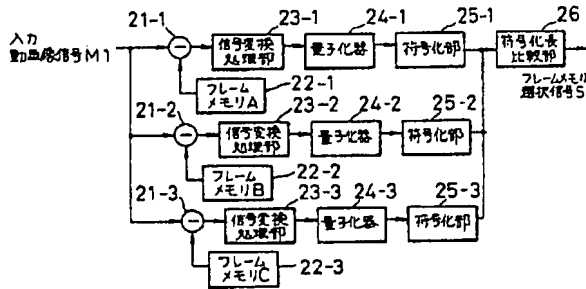 21-1
23-1
24-1
25-1
26
入力
動画像信号M1
信号変換
処理部
量子化器
符号化部
符号化長
比較部
フレーム
メモリA
22-1
フレームメモリ
選択信号S
21-2
23-2
24-2
25-2
信号変換
処理部
量子化器
符号化部
フレーム
メモリB
22-2
21-3
23-3
24-3
25-3
信号変換
処理部
量子化器
符号化部
フレーム
メモリC
22-3